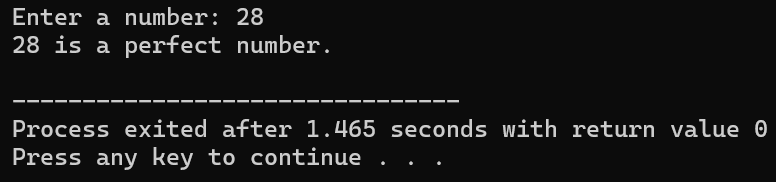 Enter a number: 28
28 is a perfect number.
--------------------------------
Process exited after 1.465 seconds with return value 0
Press any key to continue . . .